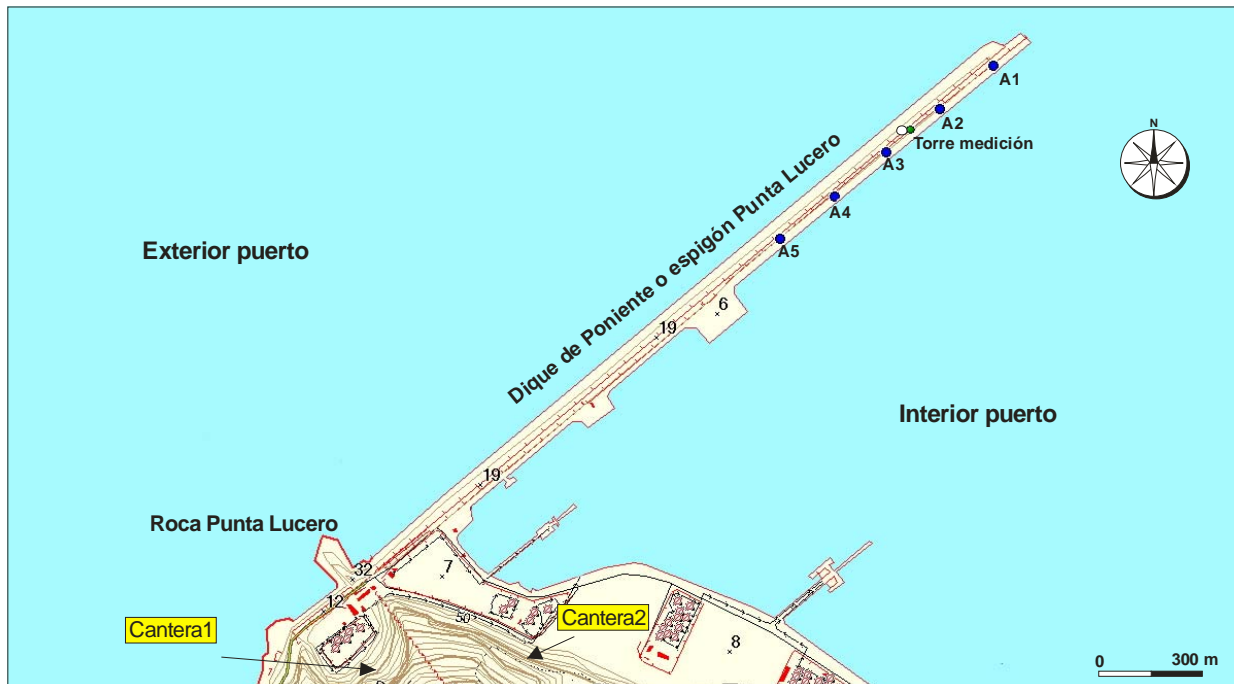 N
A1
A2
Torre medición
A3
A4
A5
Dique de Poniente o espigón Punta Lucero
Exterior puerto
6
19
Interior puerto
19
Roca Punta Lucero
32
7
12
50
Cantera1
Cantera2
8
0 300 m